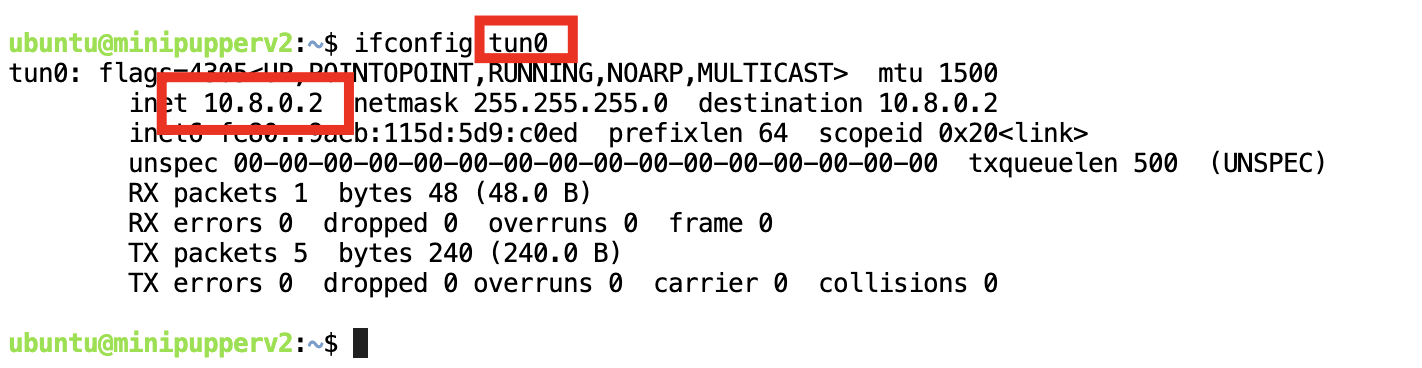 ubuntu@minipupperv2:~$ ifconfig tun0
tun0: flags=4305<UP,POINTOPOINT,RUNNING,NOARP,MULTICAST>  mtu 1500
inet 10.8.0.2  netmask 255.255.255.0  destination 10.8.0.2
inet6 fe80::9aeb:115d:5d9:c0ed  prefixlen 64  scopeid 0x20<link>
unspec 00-00-00-00-00-00-00-00-00-00-00-00-00-00-00-00  txqueuelen 500  (UNSPEC)
RX packets 1  bytes 48 (48.0 B)
RX errors 0  dropped 0  overruns 0  frame 0
TX packets 5  bytes 240 (240.0 B)
TX errors 0  dropped 0 overruns 0  carrier 0  collisions 0
ubuntu@minipupperv2:~$